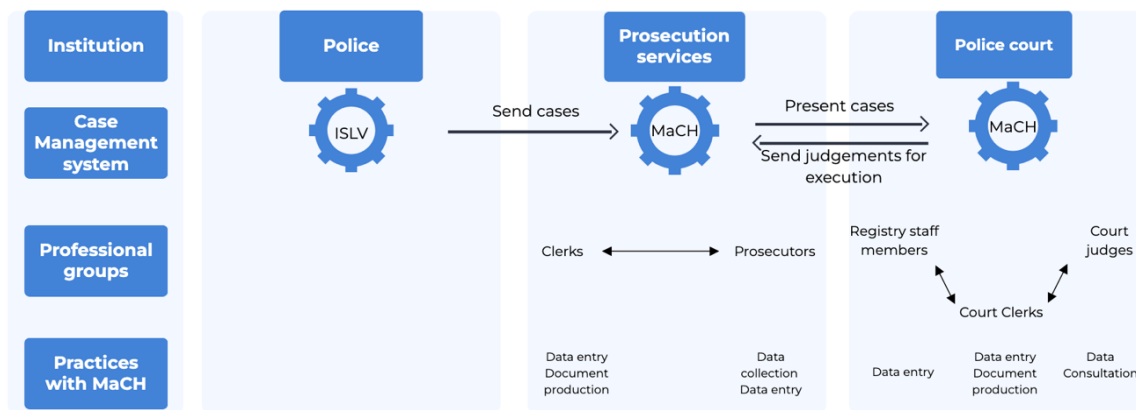 Institution
Police
Prosecution
services
Police court
Case
Management
system
ISLV
Send cases
MaCH
Present cases
Send judgements for
execution
MaCH
Professional
groups
Clerks
Prosecutors
Registry staff
members
Court
judges
Court Clerks
Practices
with MaCH
Data entry
Document
production
Data
collection
Data entry
Data entry
Data entry
Document
production
Data
Consultation